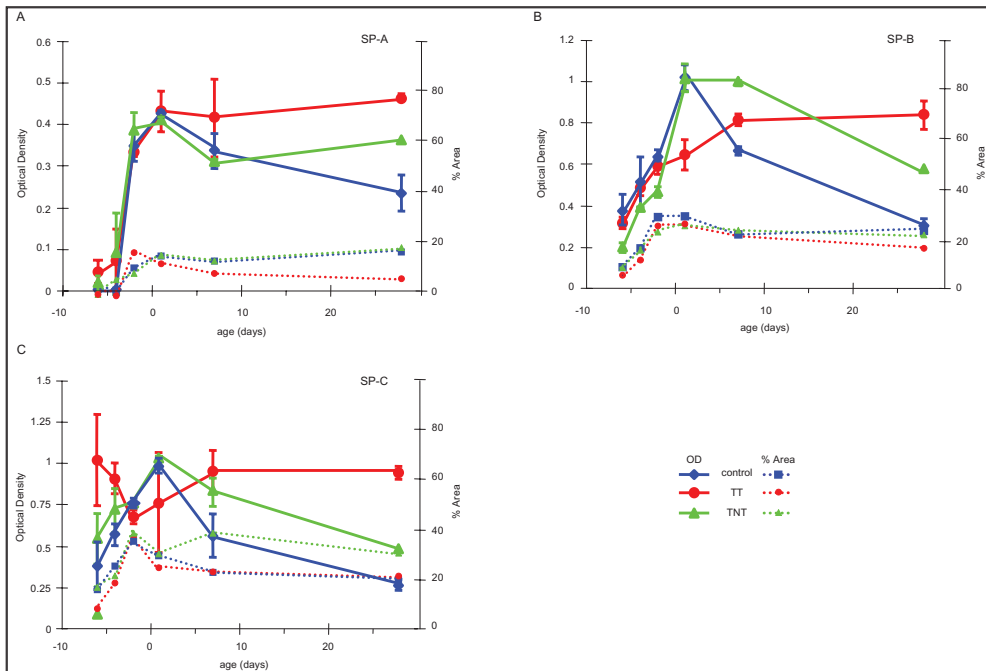 A
SP-A
0.6
0.5
0.4
0.3
0.2
0.1
0
Optical Density
80
60
40
20
0
% Area
-10
0
10
20
age (days)
B
SP-B
1.2
1
0.8
0.6
0.4
0.2
0
Optical Density
80
60
40
20
0
% Area
-10
0
10
20
age (days)
C
SP-C
1.5
1.25
1
0.75
0.5
0.25
0
Optical Density
80
60
40
20
0
% Area
-10
0
10
20
age (days)
OD % Area
control
TT
TNT